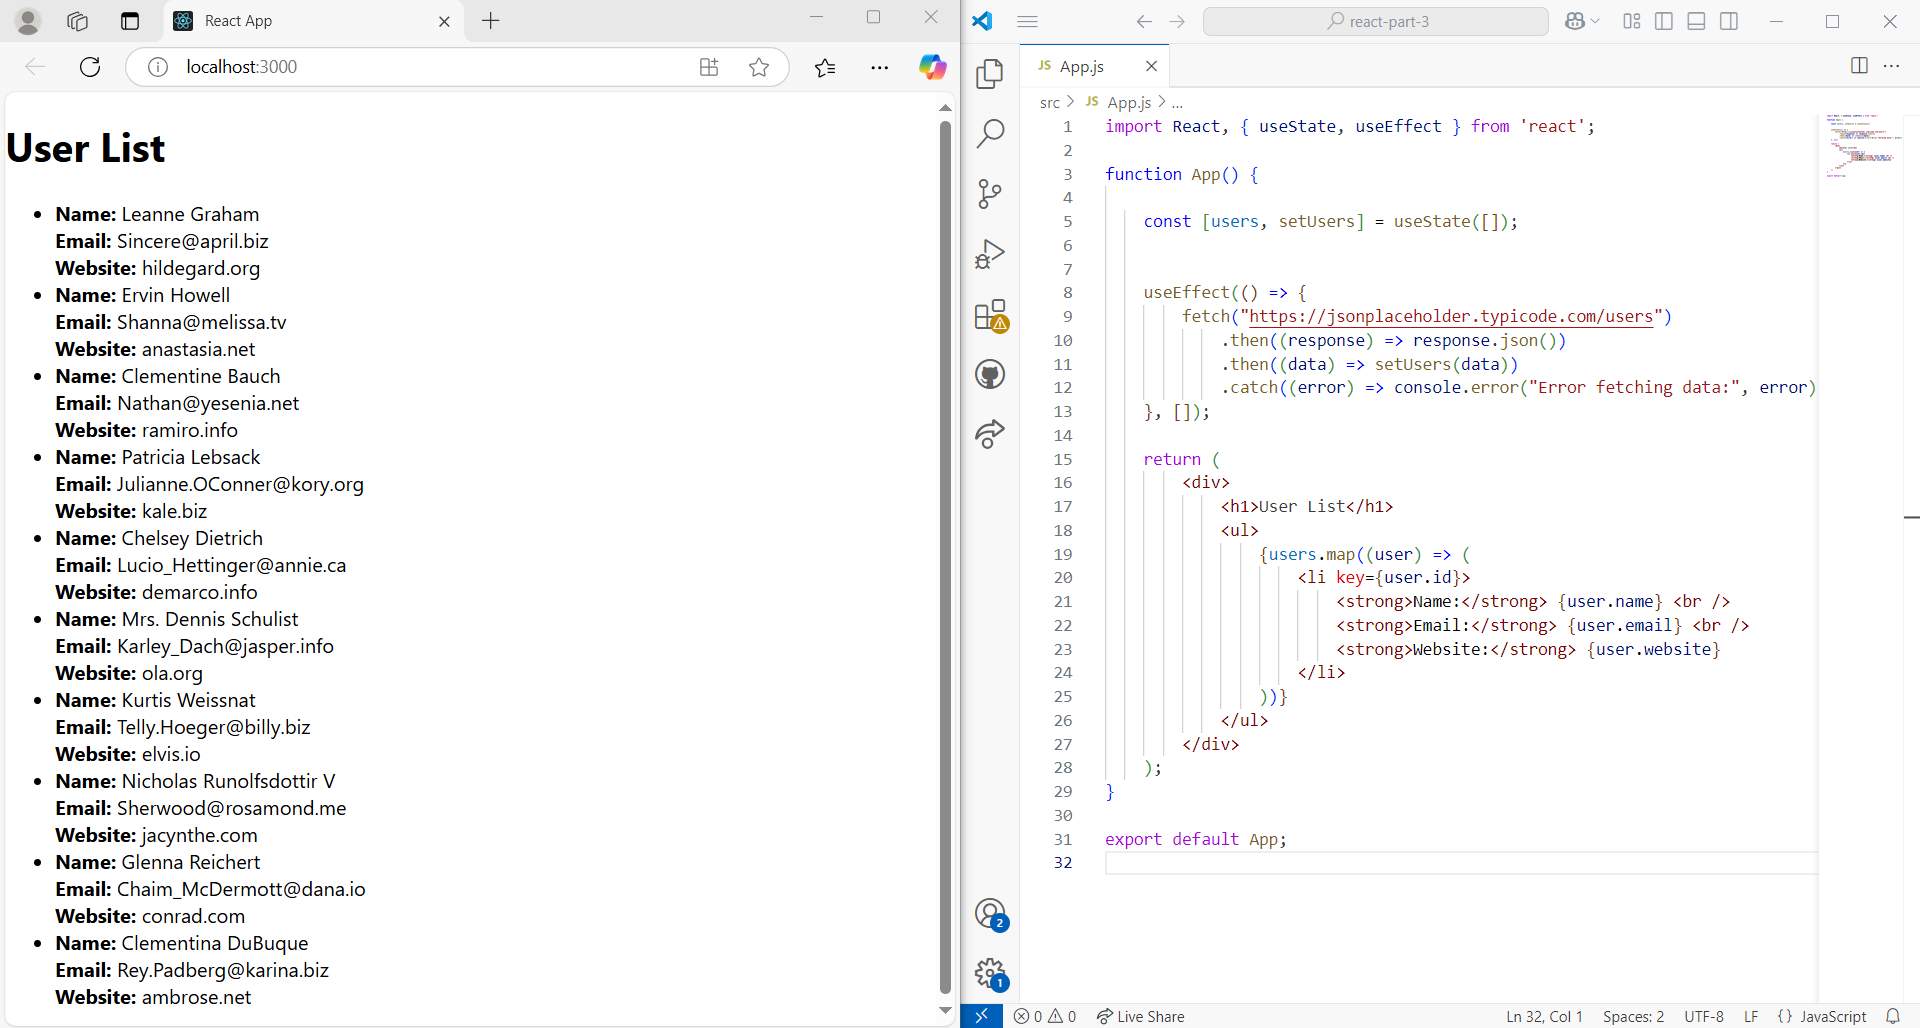 React App
localhost:3000
User List
Name: Leanne Graham
Email: Sincere@april.biz
Website: hildegard.org
Name: Ervin Howell
Email: Shanna@melissa.tv
Website: anastasia.net
Name: Clementine Bauch
Email: Nathan@yesenia.net
Website: ramiro.info
Name: Patricia Lebsack
Email: Julianne.OConner@kory.org
Website: kale.biz
Name: Chelsey Dietrich
Email: Lucio_Hettinger@annie.ca
Website: demarco.info
Name: Mrs. Dennis Schulist
Email: Karley_Dach@jasper.info
Website: ola.org
Name: Kurtis Weissnat
Email: Telly.Hoeger@billy.biz
Website: elvis.io
Name: Nicholas Runolfsdottir V
Email: Sherwood@rosamond.me
Website: jacynthe.com
Name: Glenna Reichert
Email: Chaim_McDermott@dana.io
Website: conrad.com
Name: Clementina DuBuque
Email: Rey.Padberg@karina.biz
Website: ambrose.net
react-part-3
JS App.js
src > JS App.js > ...
1 import React, { useState, useEffect } from 'react';
2
3 function App() {
4
5 const [users, setUsers] = useState([]);
6
7
8 useEffect(() => {
9 fetch("https://jsonplaceholder.typicode.com/users")
10 .then((response) => response.json())
11 .then((data) => setUsers(data))
12 .catch((error) => console.error("Error fetching data:", error)
13 }, []);
14
15 return (
16 <div>
17 <h1>User List</h1>
18 <ul>
19 {users.map((user) => (
20 <li key={user.id}>
21 <strong>Name:</strong> {user.name} <br />
22 <strong>Email:</strong> {user.email} <br />
23 <strong>Website:</strong> {user.website}
24 </li>
25 ))}
26 </ul>
27 </div>
28 );
29 }
30
31 export default App;
32
2
1
0 0 Live Share
Ln 32, Col 1 Spaces: 2 UTF-8 LF {} JavaScript